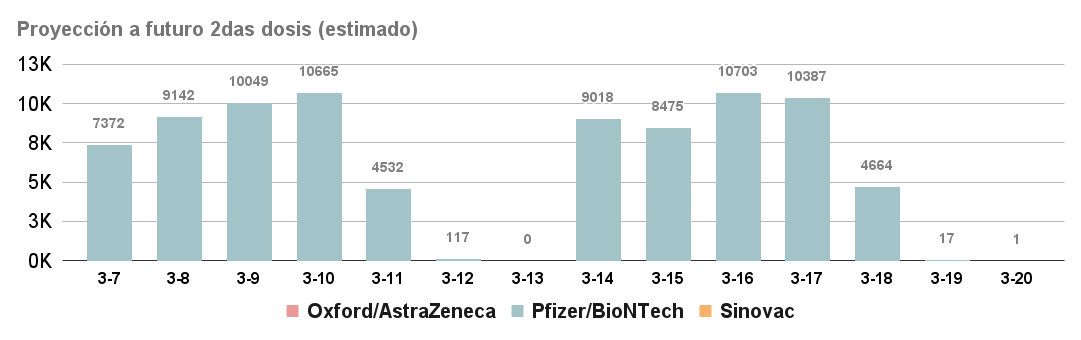 Proyección a futuro 2das dosis (estimado)
13K
10K
8K
5K
3K
0K
7372
9142
10049
10665
4532
117
0
9018
8475
10703
10387
4664
17
1
3-7 3-8 3-9 3-10 3-11 3-12 3-13 3-14 3-15 3-16 3-17 3-18 3-19 3-20
Oxford/AstraZeneca Pfizer/BioNTech Sinovac